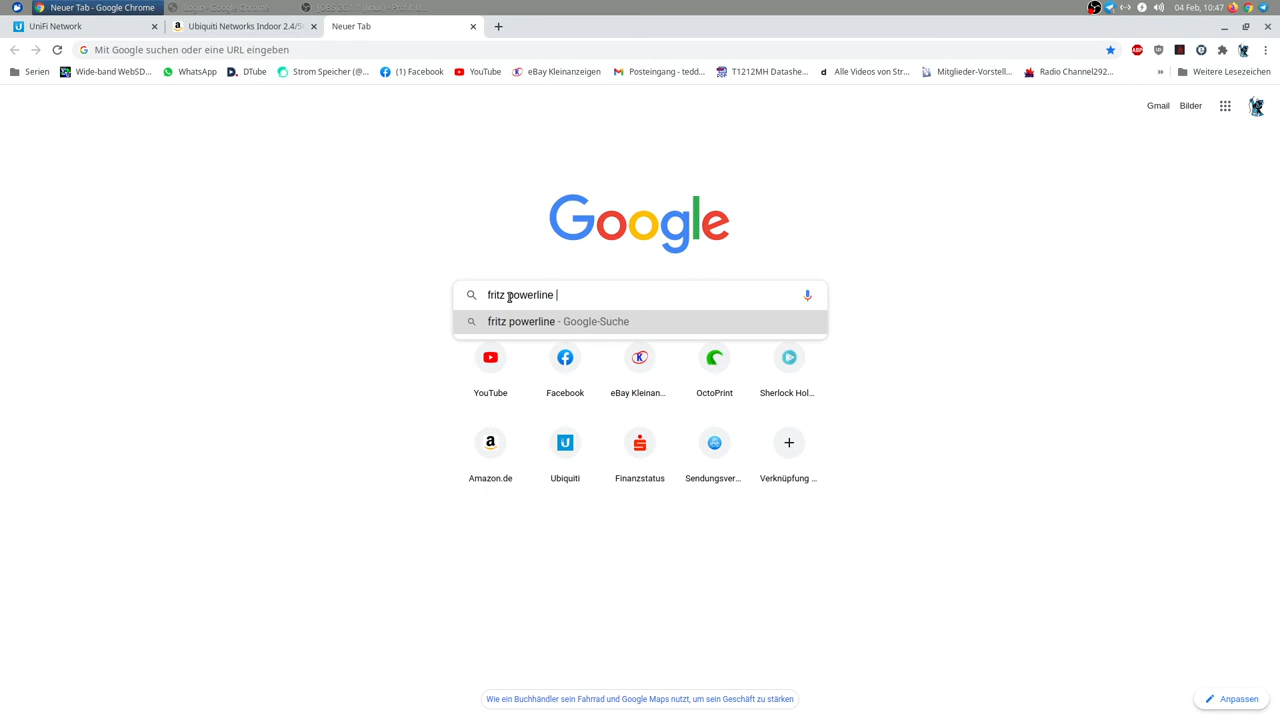 Neuer Tab - Google Chrome
Login - Google Chrome
04 Feb, 10:47
UniFi Network
Ubiquiti Networks Indoor 2.4/5
Neuer Tab
Mit Google suchen oder eine URL eingeben
Serien
Wide-band WebSD...
WhatsApp
DTube
Strom Speicher (@...
(1) Facebook
YouTube
eBay Kleinanzeigen
Posteingang - tedd...
T1212MH Datashe...
Alle Videos von Str...
Mitglieder-Vorstell...
Radio Channel292...
»
Weitere Lesezeichen
Gmail
Bilder
Google
fritz powerline
fritz powerline - Google-Suche
YouTube
Facebook
eBay Kleinan...
OctoPrint
Sherlock Hol...
Amazon.de
Ubiquiti
Finanzstatus
Sendungsver...
Verknüpfung ...
Wie ein Buchhändler sein Fahrrad und Google Maps nutzt, um sein Geschäft zu stärken
Anpassen